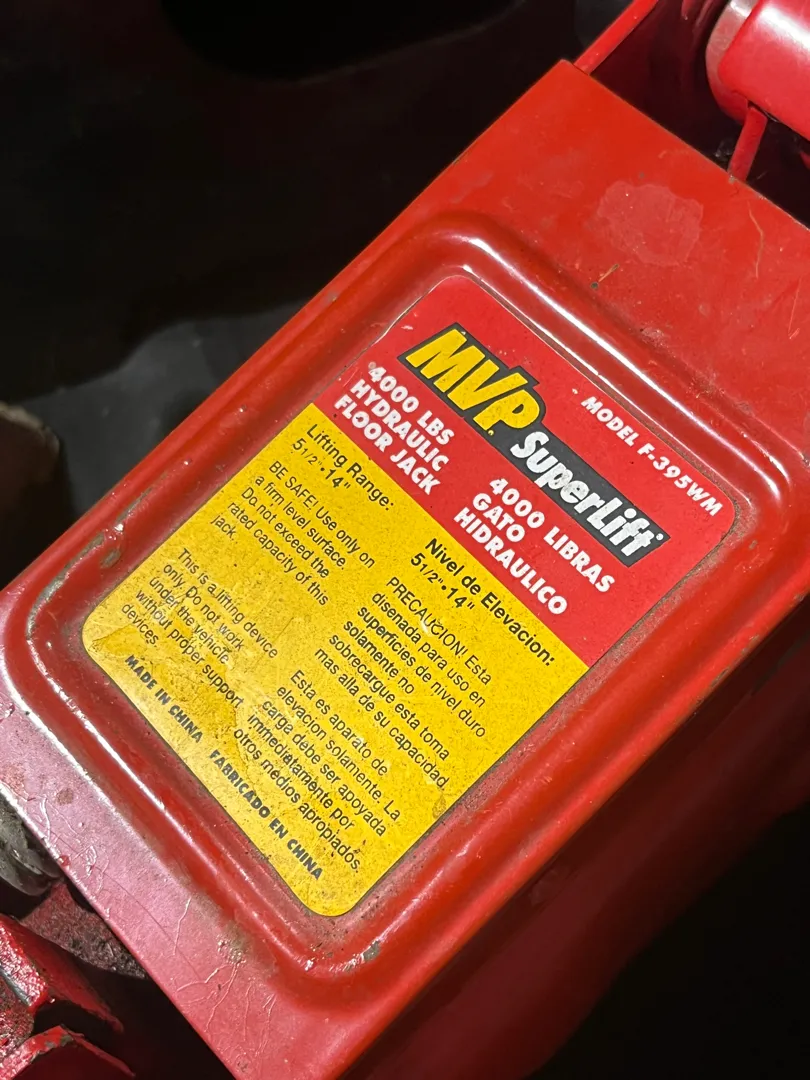 MVP SuperLift
MODEL F-395WM
4000 LBS
HYDRAULIC
FLOOR JACK
4000 LIBRAS
GATO
HIDRAULICO
Lifting Range:
5 1/2"•14"
BE SAFE! Use only on
a firm level surface.
Do not exceed the
rated capacity of this
jack.
This is a lifting device
only. Do not work
under the vehicle
without proper support
devices.
Nivel de Elevacion:
5 1/2"•14"
PRECAUCION! Esta
disenada para uso en
superficies de nivel duro
solamente no
sobrecargue esta toma
mas alla de su capacidad.
Esta es aparato de
elevacion solamente. La
carga debe ser apoyada
immediatamente por
otros medios apropiados.
MADE IN CHINA FABRICADO EN CHINA